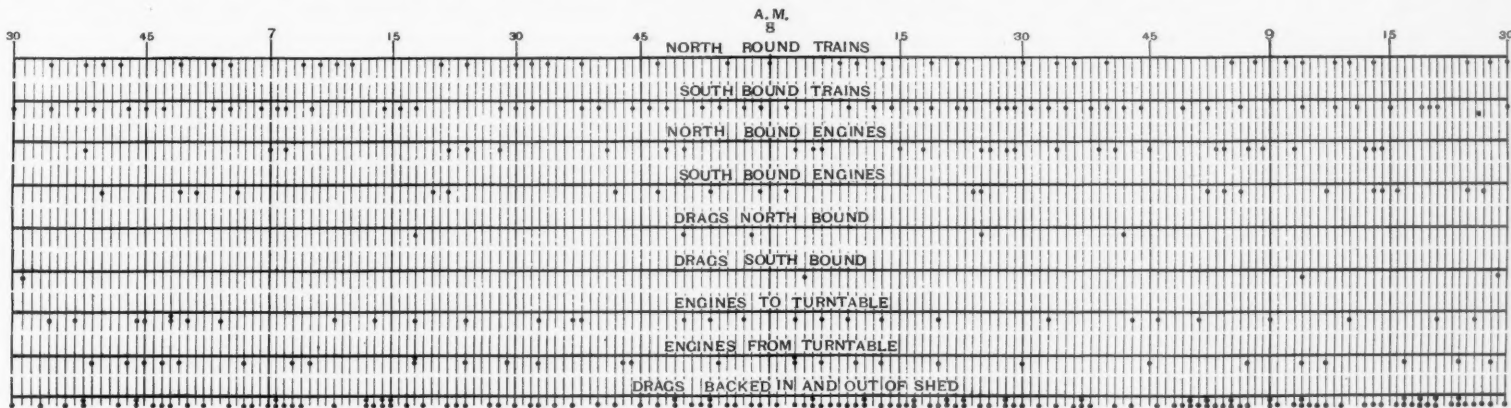 A.M.
30 45 7 15 30 45 8 15 30 45 9 15 30
NORTH BOUND TRAINS
SOUTH BOUND TRAINS
NORTH BOUND ENGINES
SOUTH BOUND ENGINES
DRAGS NORTH BOUND
DRAGS SOUTH BOUND
ENGINES TO TURNTABLE
ENGINES FROM TURNTABLE
DRAGS BACKED IN AND OUT OF SHED